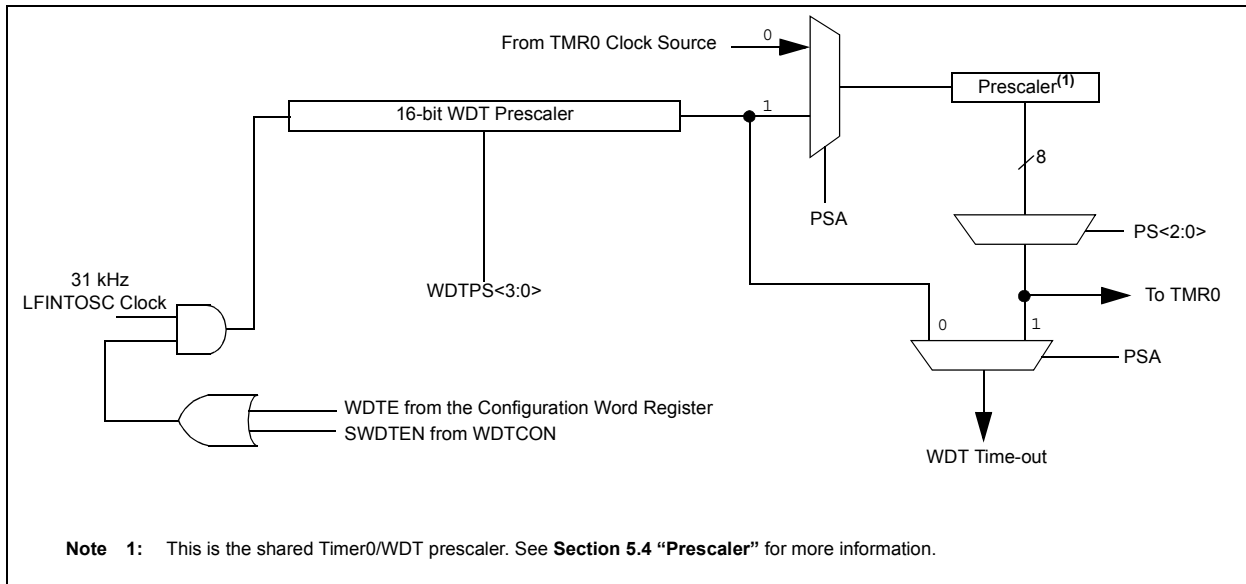 From TMR0 Clock Source
0
Prescaler(1)
16-bit WDT Prescaler
1
8
PSA
PS<2:0>
31 kHz
LFINTOSC Clock
WDTPS<3:0>
To TMR0
0
1
PSA
WDTE from the Configuration Word Register
SWDTEN from WDTCON
WDT Time-out
Note 1: This is the shared Timer0/WDT prescaler. See Section 5.4 “Prescaler” for more information.